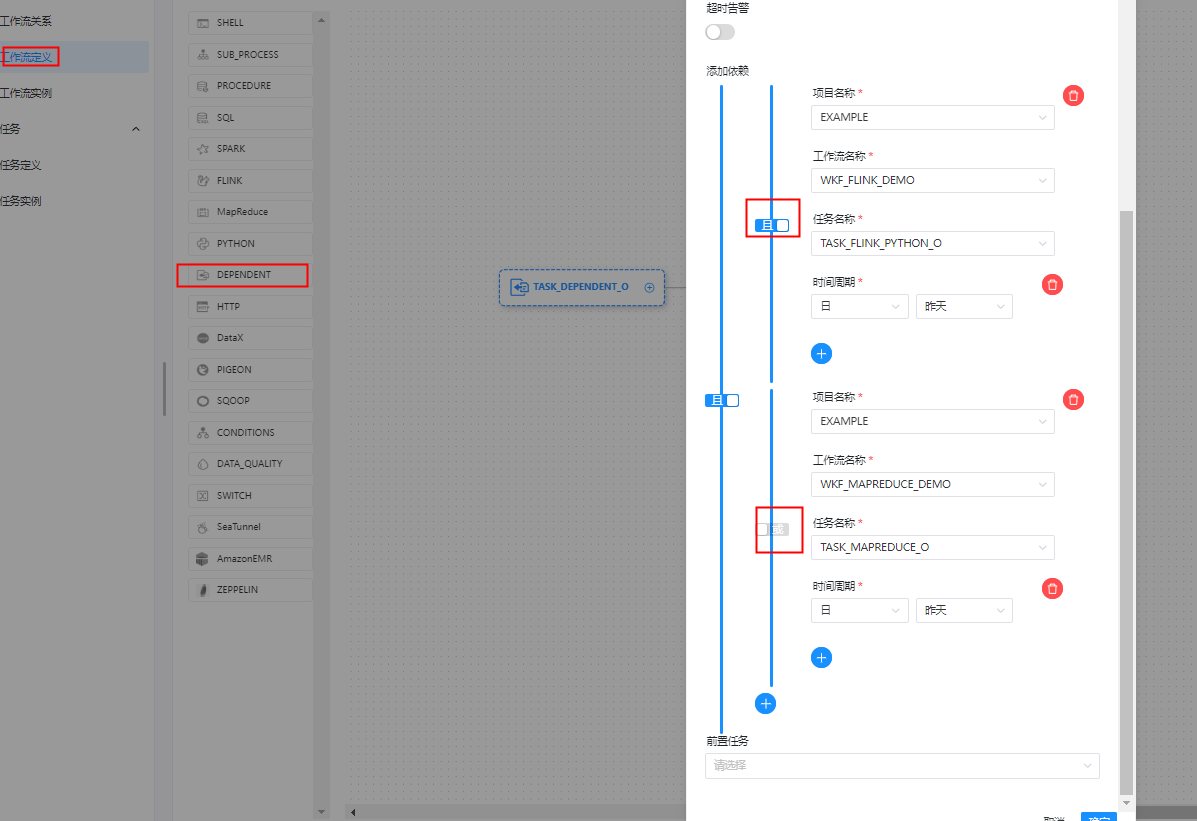 工作流关系
工作流定义
工作流实例
任务
任务定义
任务实例
SHELL
SUB_PROCESS
PROCEDURE
SQL
SPARK
FLINK
MapReduce
PYTHON
DEPENDENT
HTTP
DataX
PIGEON
SQOOP
CONDITIONS
DATA_QUALITY
SWITCH
SeaTunnel
AmazonEMR
ZEPPELIN
TASK_DEPENDENT_O
超时告警
添加依赖
且
且
项目名称 *
EXAMPLE
工作流名称 *
WKF_FLINK_DEMO
任务名称 *
TASK_FLINK_PYTHON_O
时间周期 *
日 昨天
或
项目名称 *
EXAMPLE
工作流名称 *
WKF_MAPREDUCE_DEMO
任务名称 *
TASK_MAPREDUCE_O
时间周期 *
日 昨天
前置任务
请选择
取消 确定